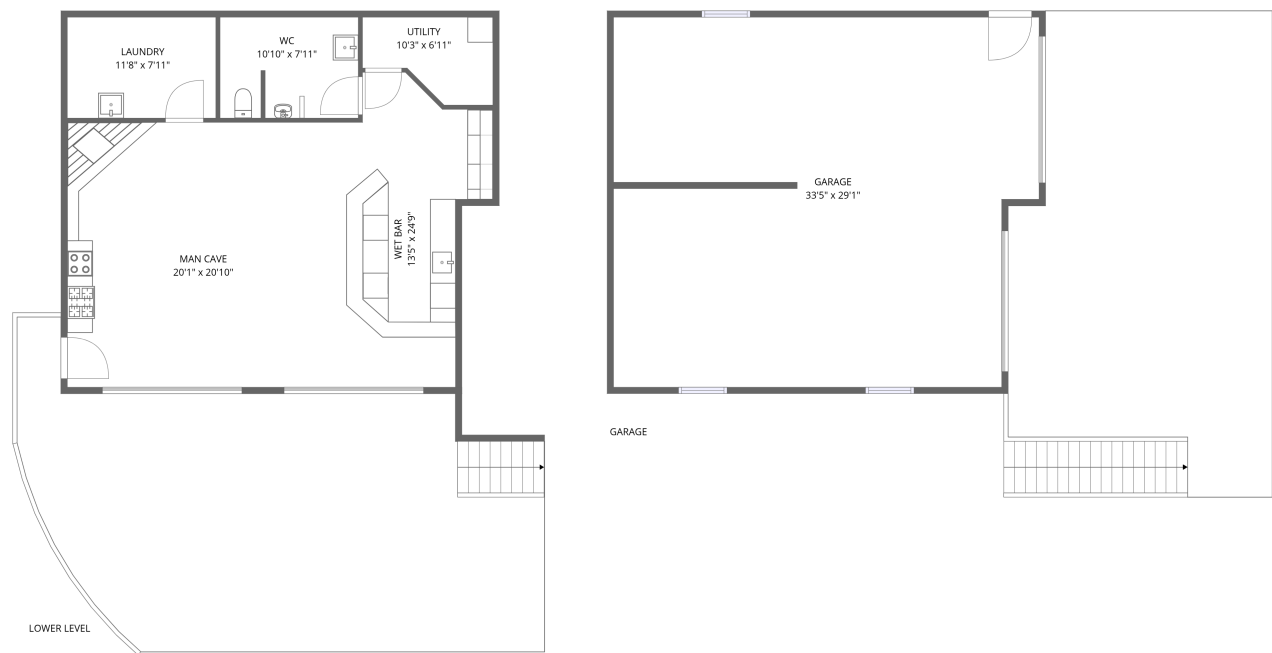 LAUNDRY
11'8" x 7'11"
WC
10'10" x 7'11"
UTILITY
10'3" x 6'11"
MAN CAVE
20'1" x 20'10"
WET BAR
13'5" x 24'9"
LOWER LEVEL
GARAGE
33'5" x 29'1"
GARAGE